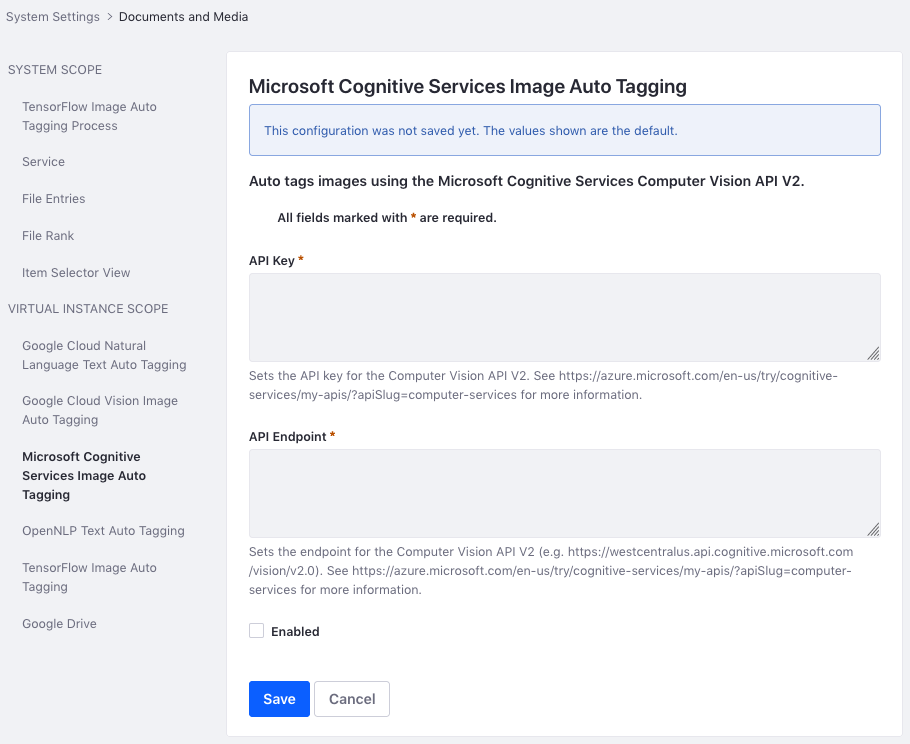 System Settings > Documents and Media
SYSTEM SCOPE
TensorFlow Image Auto
Tagging Process
Service
File Entries
File Rank
Item Selector View
VIRTUAL INSTANCE SCOPE
Google Cloud Natural
Language Text Auto Tagging
Google Cloud Vision Image
Auto Tagging
Microsoft Cognitive
Services Image Auto
Tagging
OpenNLP Text Auto Tagging
TensorFlow Image Auto
Tagging
Google Drive
Microsoft Cognitive Services Image Auto Tagging
This configuration was not saved yet. The values shown are the default.
Auto tags images using the Microsoft Cognitive Services Computer Vision API V2.
All fields marked with * are required.
API Key *
Sets the API key for the Computer Vision API V2. See https://azure.microsoft.com/en-us/try/cognitive-
services/my-apis/?apiSlug=computer-services for more information.
API Endpoint *
Sets the endpoint for the Computer Vision API V2 (e.g. https://westcentralus.api.cognitive.microsoft.com
/vision/v2.0). See https://azure.microsoft.com/en-us/try/cognitive-services/my-apis/?apiSlug=computer-
services for more information.
Enabled
Save Cancel